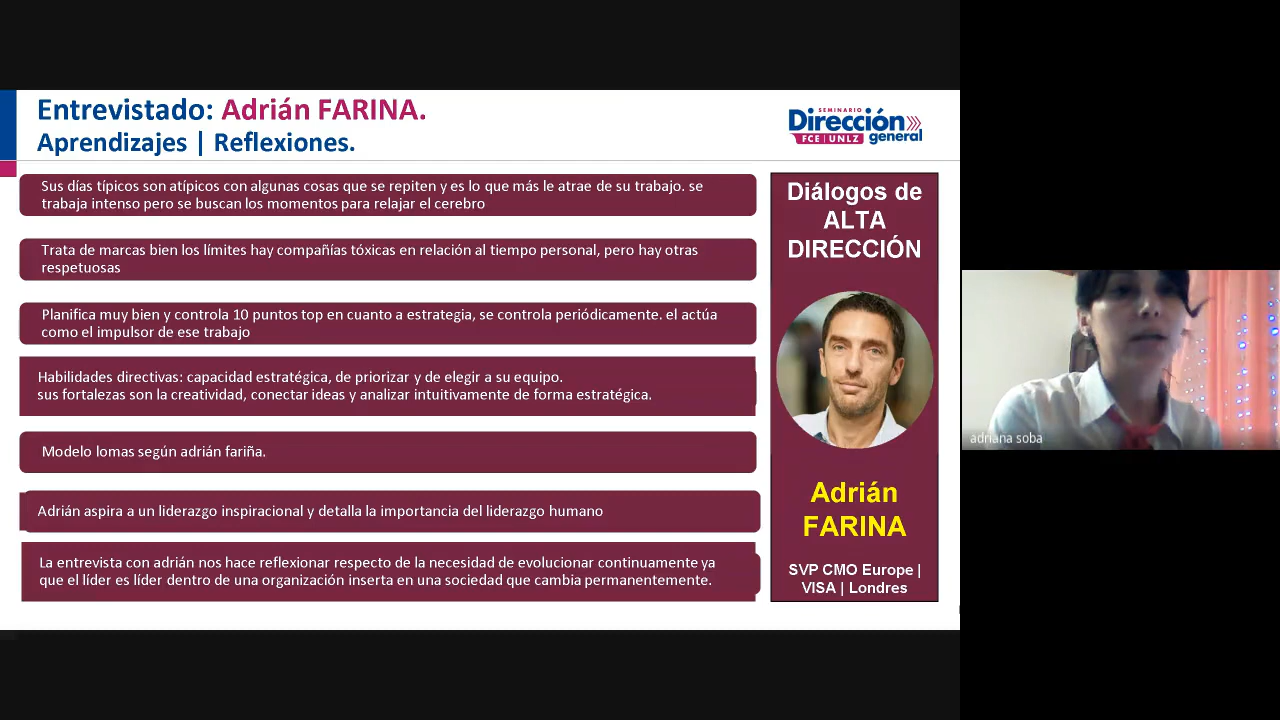 Entrevistado: Adrián FARINA.
Aprendizajes | Reflexiones.
SEMINARIO
Dirección
general
FCE | UNLZ
Sus días típicos son atípicos con algunas cosas que se repiten y es lo que más le atrae de su trabajo. se
trabaja intenso pero se buscan los momentos para relajar el cerebro
Trata de marcas bien los límites hay compañías tóxicas en relación al tiempo personal, pero hay otras
respetuosas
Planifica muy bien y controla 10 puntos top en cuanto a estrategia, se controla periódicamente. el actúa
como el impulsor de ese trabajo
Habilidades directivas: capacidad estratégica, de priorizar y de elegir a su equipo.
sus fortalezas son la creatividad, conectar ideas y analizar intuitivamente de forma estratégica.
Modelo lomas según adrián fariña.
Adrián aspira a un liderazgo inspiracional y detalla la importancia del liderazgo humano
La entrevista con adrián nos hace reflexionar respecto de la necesidad de evolucionar continuamente ya
que el líder es líder dentro de una organización inserta en una sociedad que cambia permanentemente.
Diálogos de
ALTA
DIRECCIÓN
Adrián
FARINA
SVP CMO Europe |
VISA | Londres
adriana soba